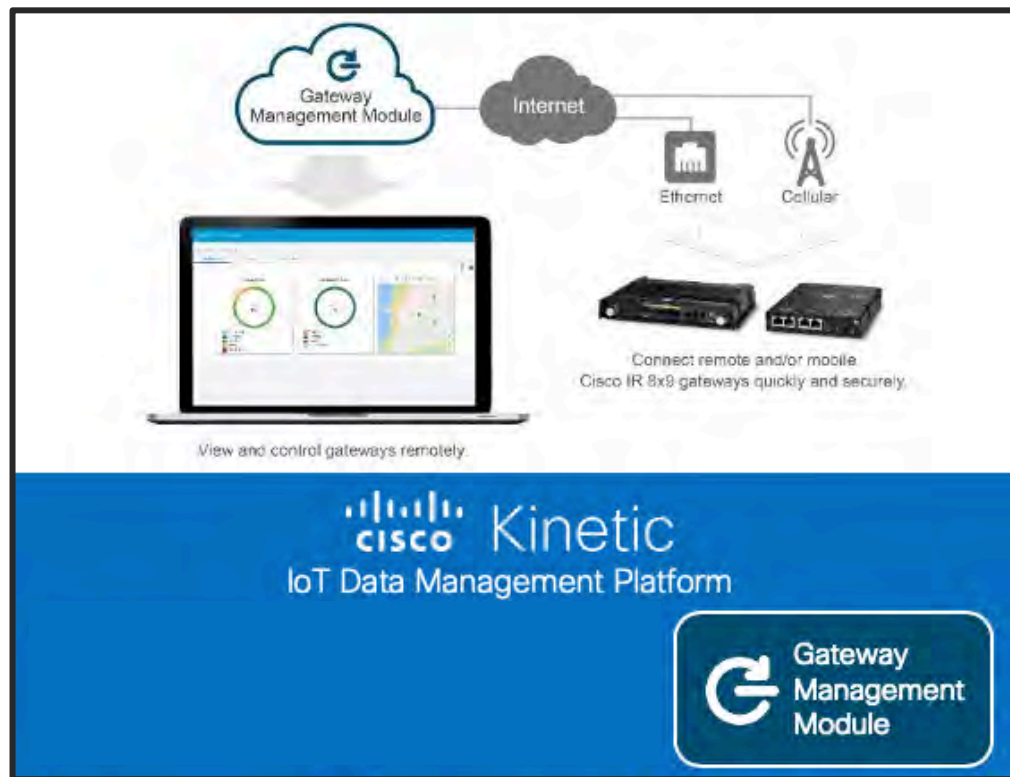 Gateway
Management Module
Internet
Ethernet
Cellular
Connect remote and/or mobile
Cisco IR 8x9 gateways quickly and securely.
View and control gateways remotely.
CISCO Kinetic
IoT Data Management Platform
Gateway
Management
Module